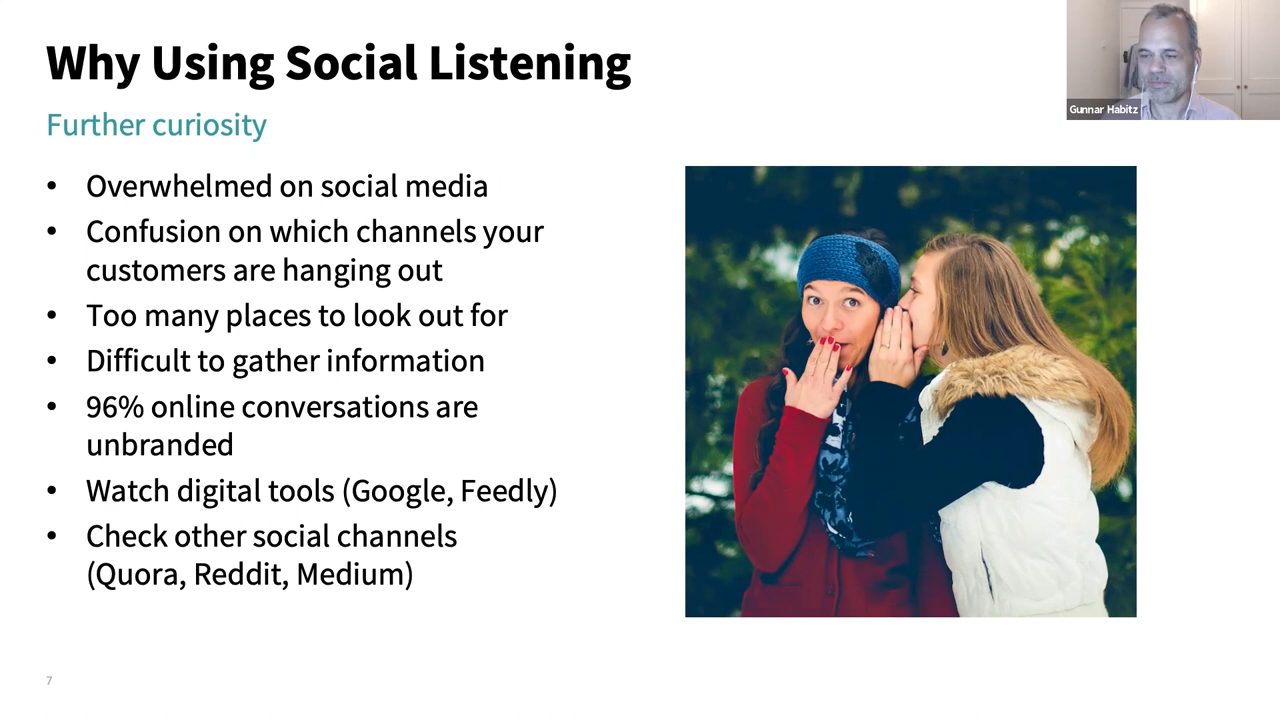 Why Using Social Listening
Gunnar Habitz
Further curiosity
• Overwhelmed on social media
• Confusion on which channels your
customers are hanging out
• Too many places to look out for
• Difficult to gather information
• 96% online conversations are
unbranded
• Watch digital tools (Google, Feedly)
• Check other social channels
(Quora, Reddit, Medium)
7